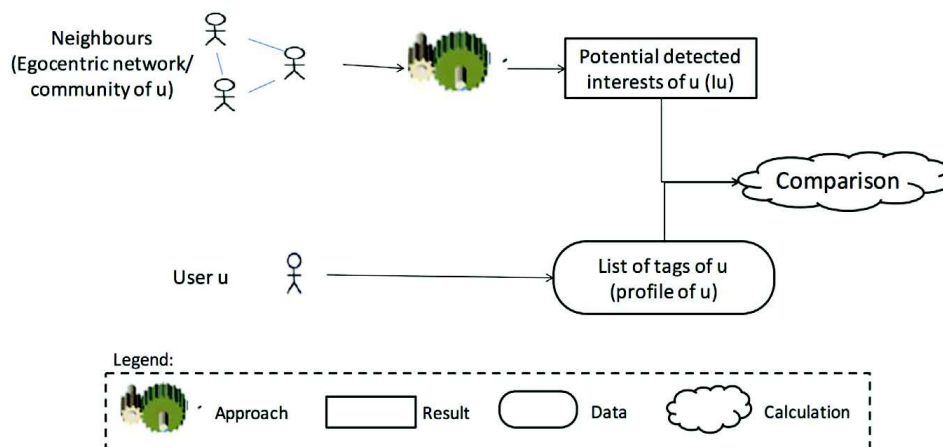 Neighbours
(Egocentric network/
community of u)
Potential detected
interests of u (Iu)
Comparison
User u
List of tags of u
(profile of u)
Legend:
Approach
Result
Data
Calculation